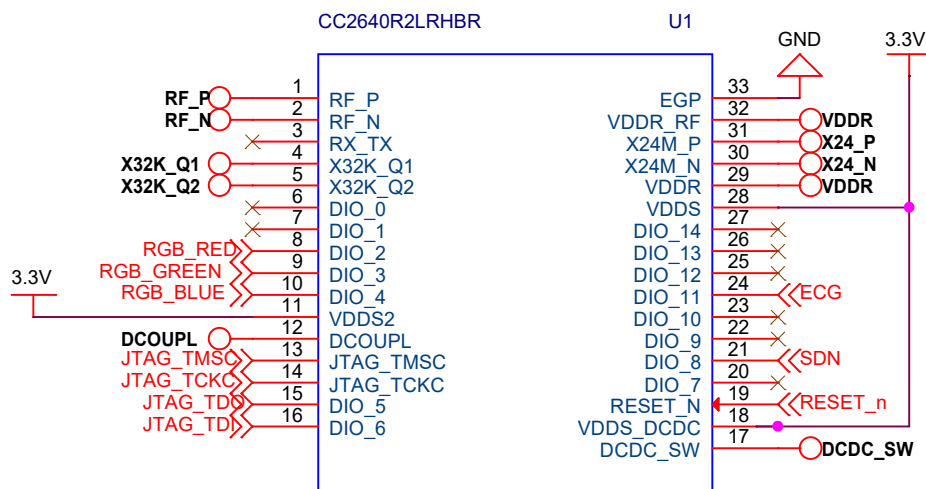 CC2640R2LRHBR U1
GND 3.3V
RF_P 1 RF_P EGP 33
RF_N 2 RF_N VDDR_RF 32 VDDR
3 RX_TX X24M_P 31 X24_P
X32K_Q1 4 X32K_Q1 X24M_N 30 X24_N
X32K_Q2 5 X32K_Q2 VDDR 29 VDDR
6 DIO_0 VDDS 28
7 DIO_1 DIO_14 27
RGB_RED 8 DIO_2 DIO_13 26
RGB_GREEN 9 DIO_3 DIO_12 25
3.3V RGB_BLUE 10 DIO_4 DIO_11 24 ECG
11 VDDS2 DIO_10 23
DCOUPL 12 DCOUPL DIO_9 22
JTAG_TMSC 13 JTAG_TMSC DIO_8 21 SDN
JTAG_TCKC 14 JTAG_TCKC DIO_7 20
JTAG_TDO 15 DIO_5 RESET_N 19 RESET_n
JTAG_TDI 16 DIO_6 VDDS_DCDC 18
DCDC_SW 17 DCDC_SW